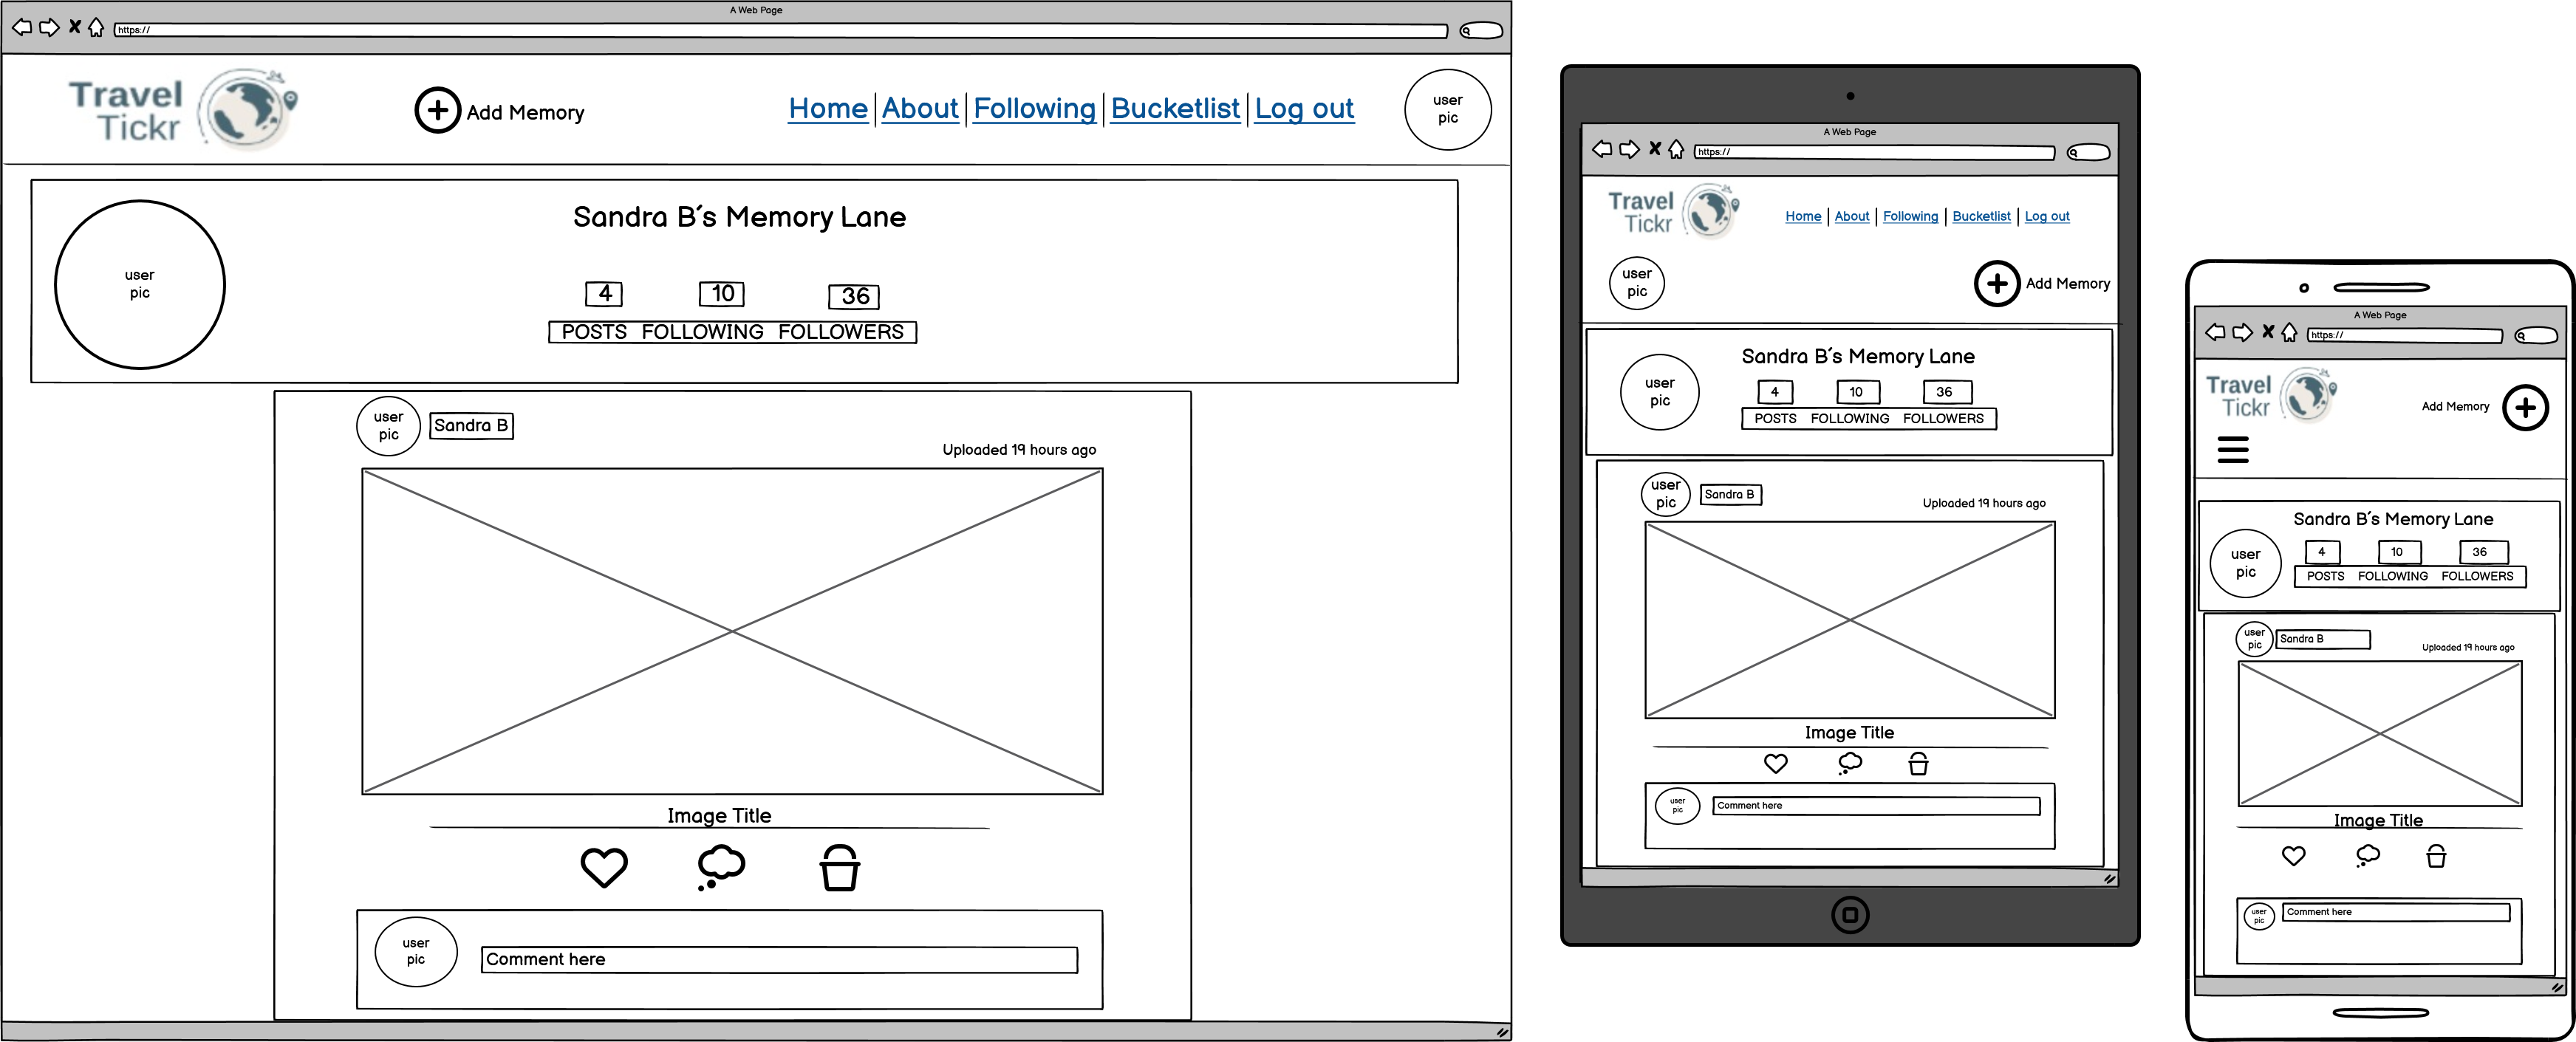 A Web Page
https://
Travel
Tickr
Add Memory
Home | About | Following | Bucketlist | Log out
user
pic
user
pic
Sandra B´s Memory Lane
4 10 36
POSTS FOLLOWING FOLLOWERS
user
pic
Sandra B
Uploaded 19 hours ago
Image Title
user
pic
Comment here
A Web Page
https://
Travel
Tickr
Home | About | Following | Bucketlist | Log out
user
pic
Add Memory
user
pic
Sandra B´s Memory Lane
4 10 36
POSTS FOLLOWING FOLLOWERS
user
pic
Sandra B
Uploaded 19 hours ago
Image Title
user
pic
Comment here
A Web Page
https://
Travel
Tickr
Add Memory
Sandra B´s Memory Lane
user
pic
4 10 36
POSTS FOLLOWING FOLLOWERS
user
pic
Sandra B
Uploaded 19 hours ago
Image Title
user
pic
Comment here